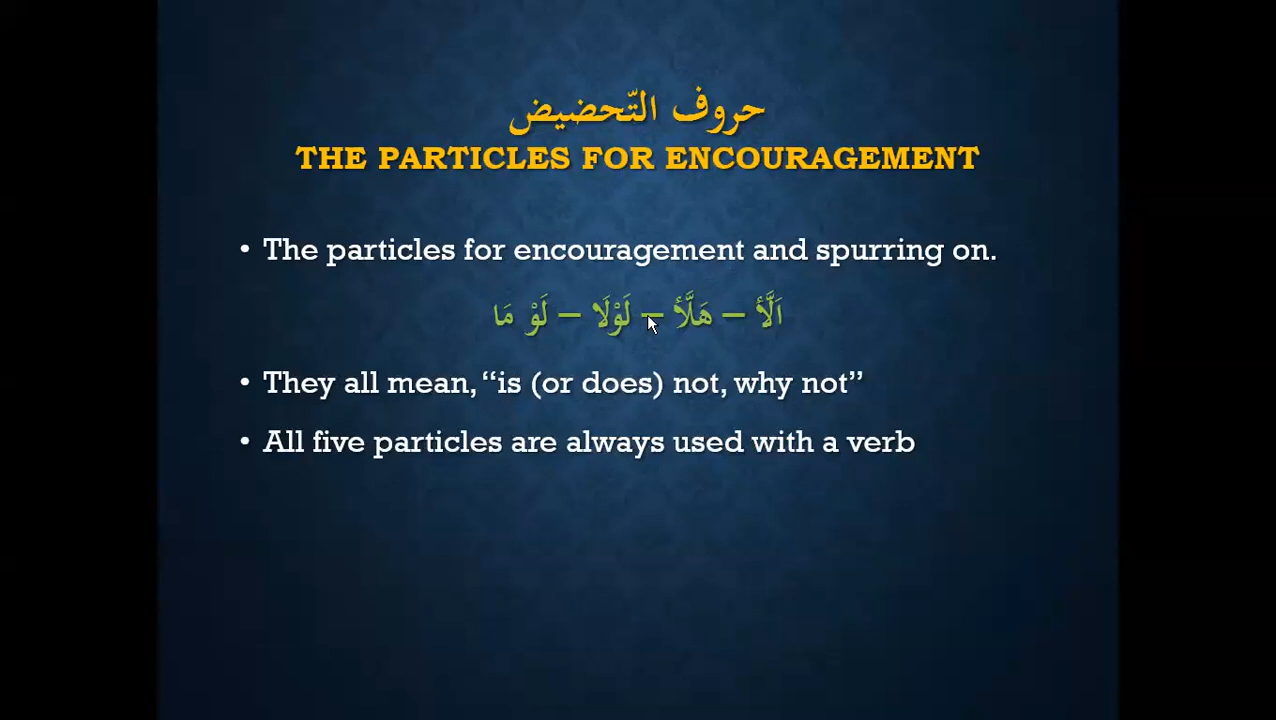 حروف التّحضيض
THE PARTICLES FOR ENCOURAGEMENT
• The particles for encouragement and spurring on.
اَلَّأ – هَلَّأ – لَوْلَا – لَوْ مَا
• They all mean, “is (or does) not, why not”
• All five particles are always used with a verb